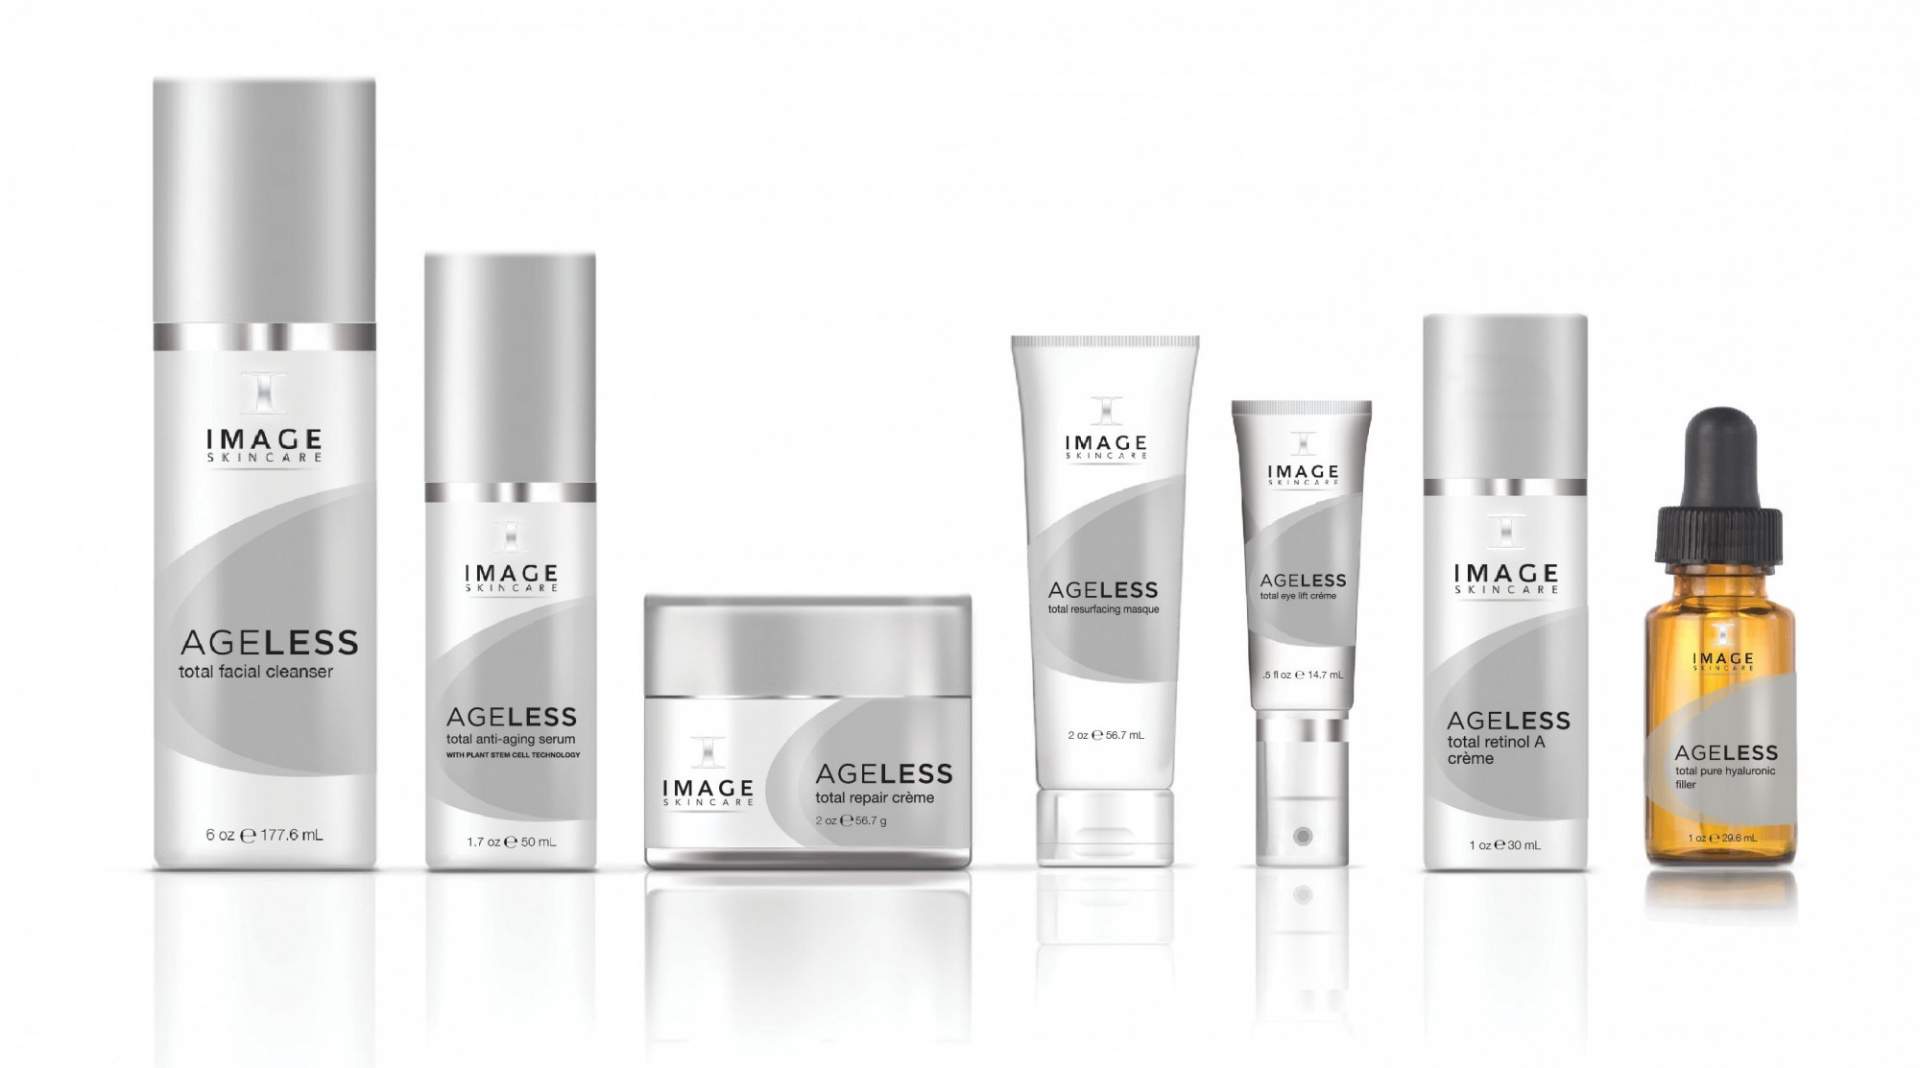 IMAGE
SKINCARE
AGELESS
total facial cleanser
6 oz ℮ 177.6 mL
IMAGE
SKINCARE
AGELESS
total anti-aging serum
WITH PLANT STEM CELL TECHNOLOGY
1.7 oz ℮ 50 mL
IMAGE
SKINCARE
AGELESS
total repair crème
2 oz ℮ 56.7 g
IMAGE
SKINCARE
AGELESS
total resurfacing masque
2 oz ℮ 56.7 mL
IMAGE
SKINCARE
AGELESS
total eye lift crème
.5 fl oz ℮ 14.7 mL
IMAGE
SKINCARE
AGELESS
total retinol A
crème
1 oz ℮ 30 mL
IMAGE
SKINCARE
AGELESS
total pure hyaluronic
filler
1 oz ℮ 29.6 mL